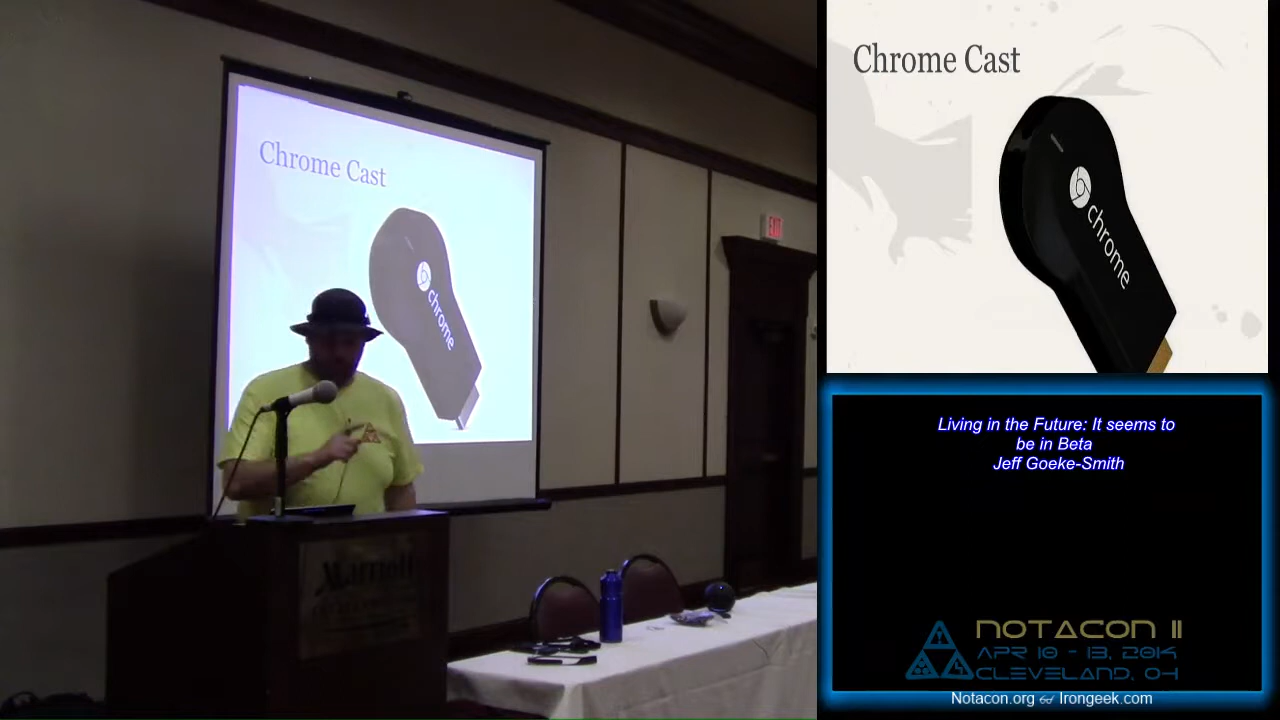 Chrome Cast
chrome
EXIT
Marriott
Chrome Cast
chrome
Living in the Future: It seems to
be in Beta
Jeff Goeke-Smith
NOTACON 11
APR 10 - 13, 2014
CLEVELAND, OH
Notacon.org Irongeek.com